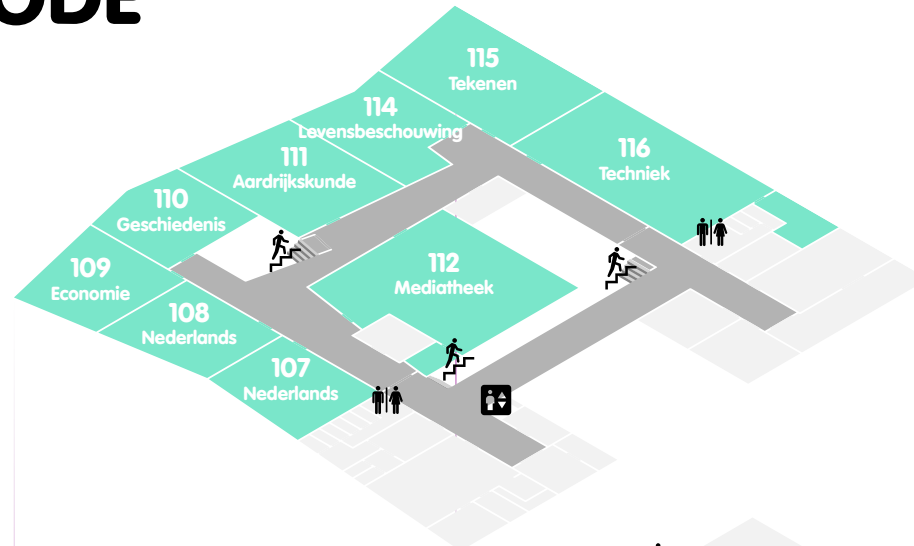 ODE
115
Tekenen
114
Levensbeschouwing
111
Aardrijkskunde
116
Techniek
110
Geschiedenis
112
Mediatheek
109
Economie
108
Nederlands
107
Nederlands